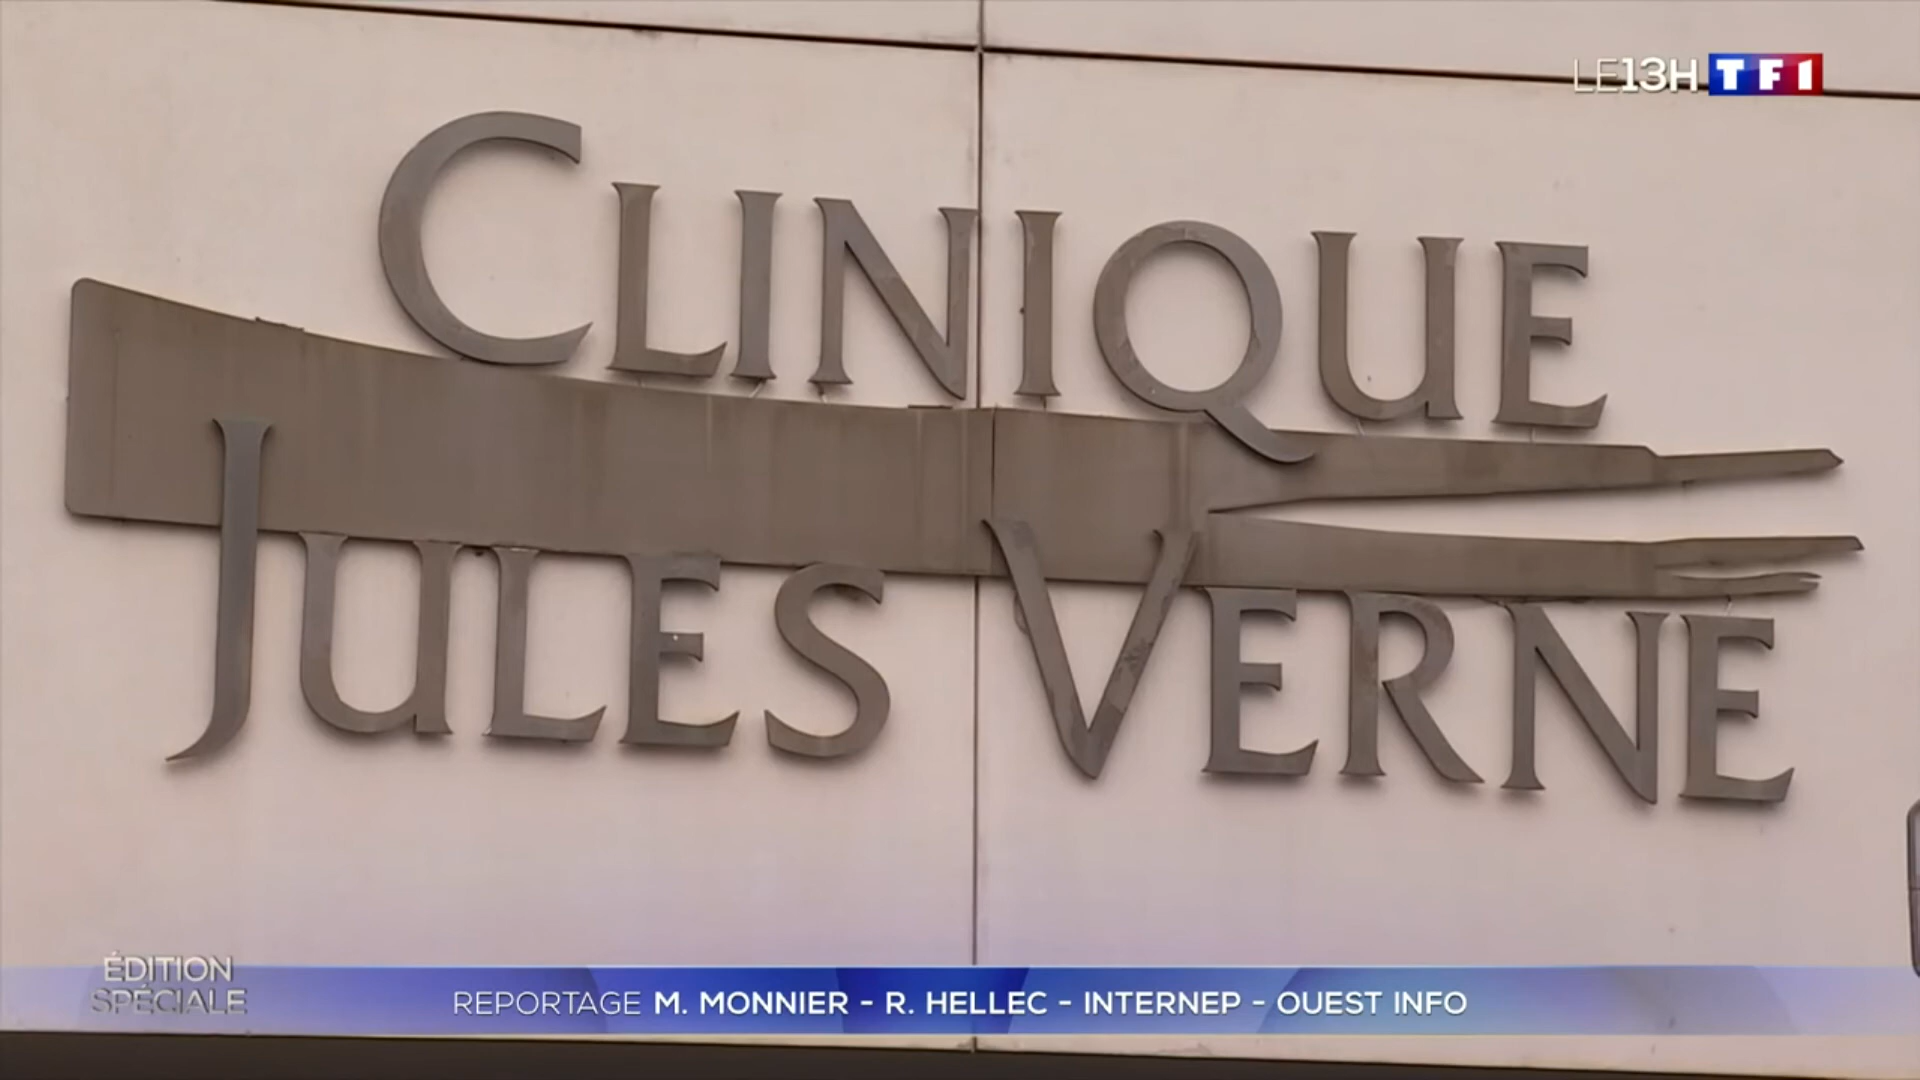 LE13H TF1
CLINIQUE
JULES VERNE
ÉDITION
SPÉCIALE
REPORTAGE M. MONNIER - R. HELLEC - INTERNEP - OUEST INFO